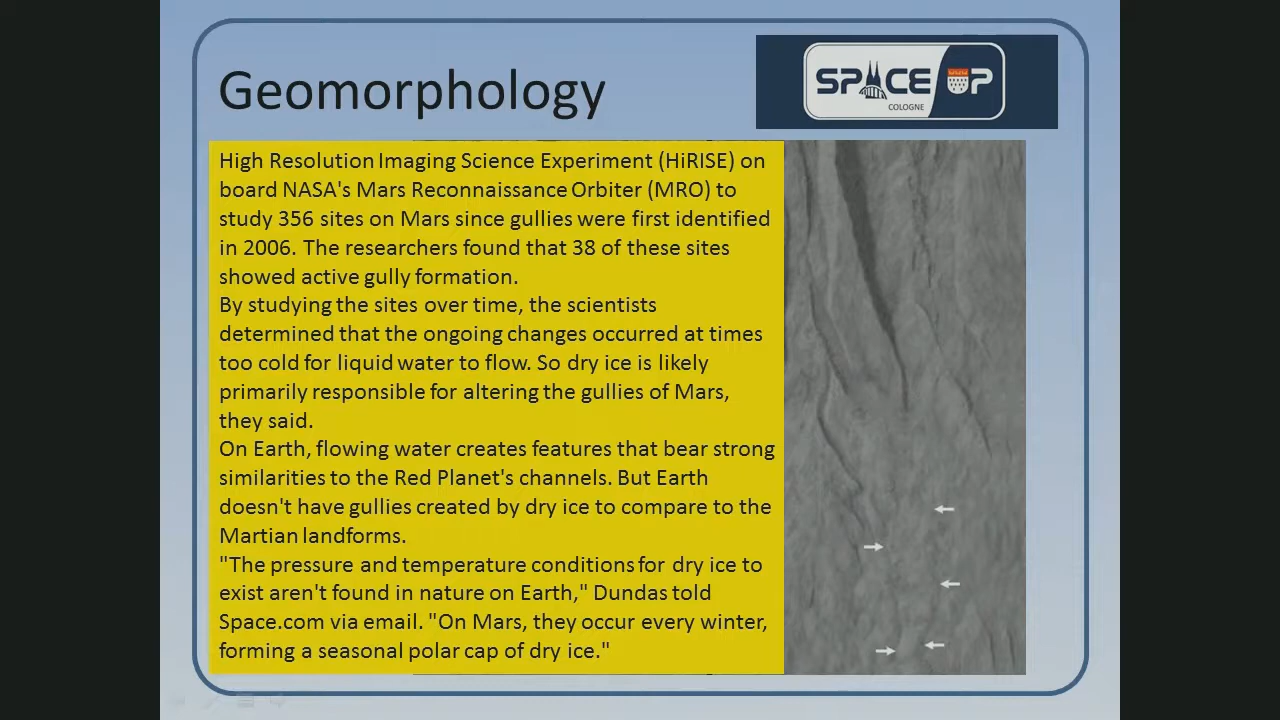 Geomorphology
SPACE UP
COLOGNE
High Resolution Imaging Science Experiment (HiRISE) on
board NASA's Mars Reconnaissance Orbiter (MRO) to
study 356 sites on Mars since gullies were first identified
in 2006. The researchers found that 38 of these sites
showed active gully formation.
By studying the sites over time, the scientists
determined that the ongoing changes occurred at times
too cold for liquid water to flow. So dry ice is likely
primarily responsible for altering the gullies of Mars,
they said.
On Earth, flowing water creates features that bear strong
similarities to the Red Planet's channels. But Earth
doesn't have gullies created by dry ice to compare to the
Martian landforms.
"The pressure and temperature conditions for dry ice to
exist aren't found in nature on Earth," Dundas told
Space.com via email. "On Mars, they occur every winter,
forming a seasonal polar cap of dry ice."